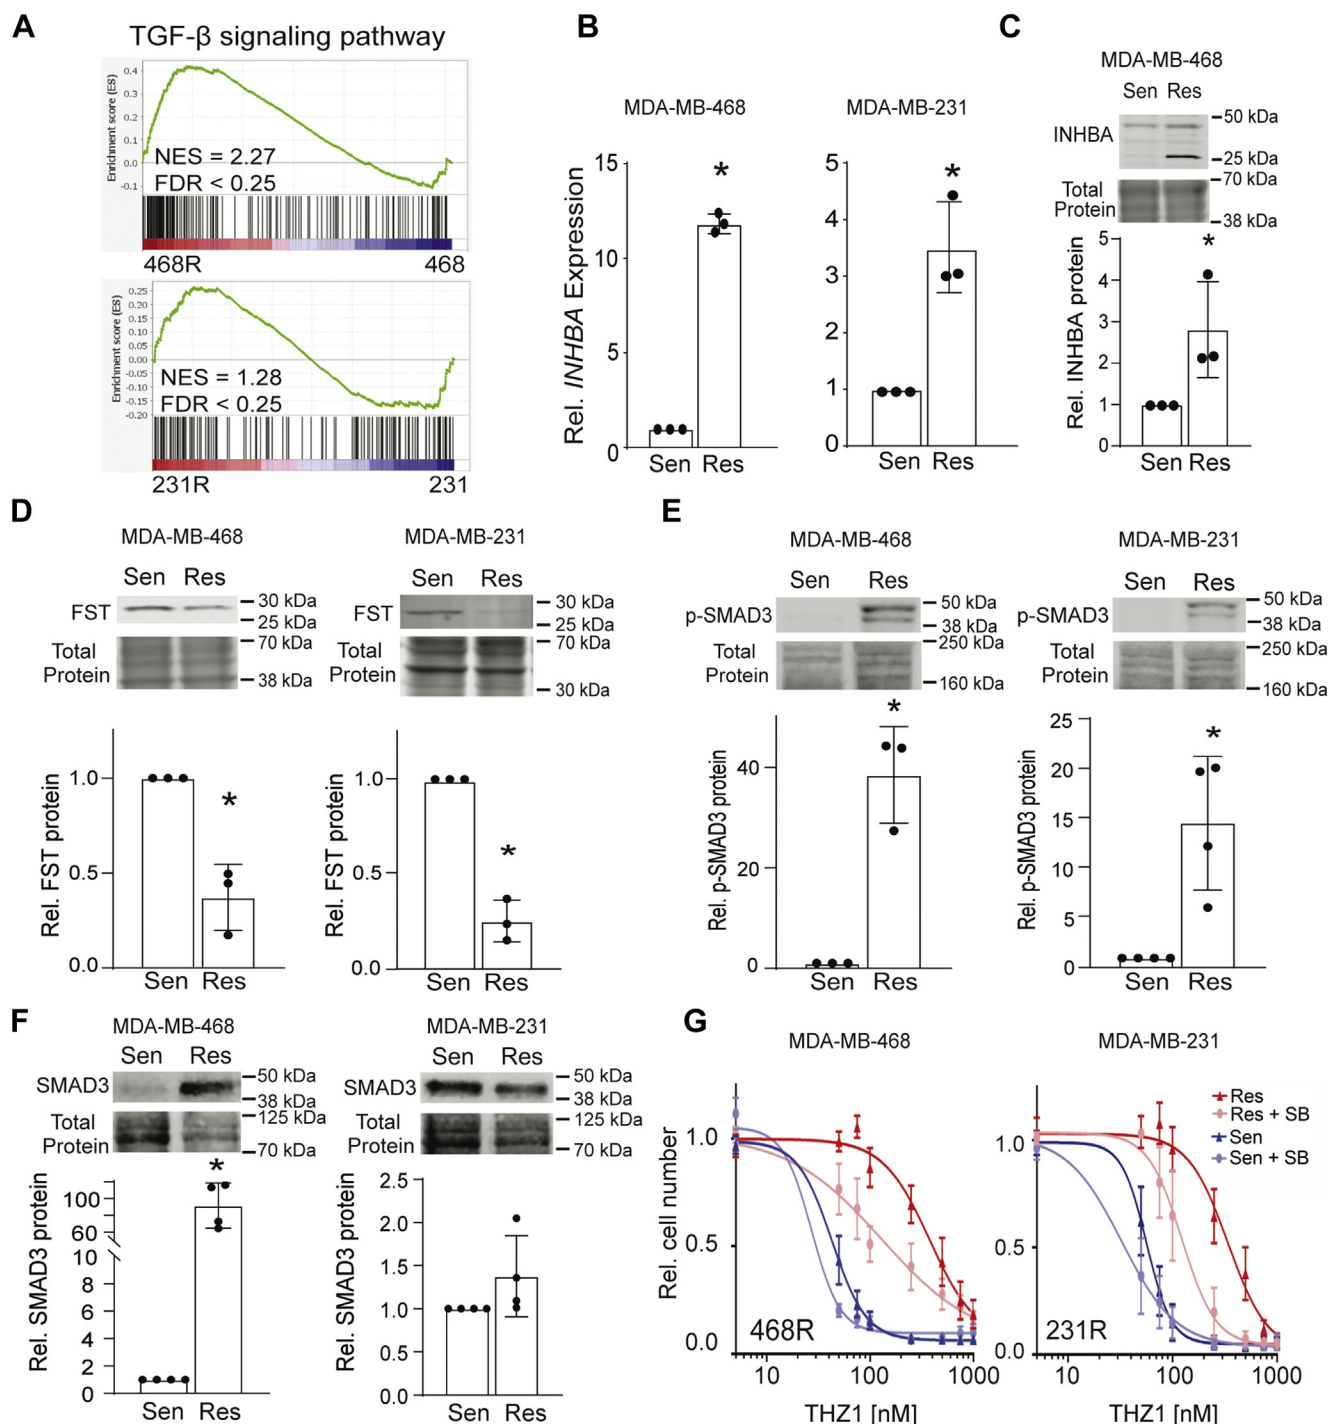 A
TGF-β signaling pathway
Enrichment score (ES)
0.4
0.3
0.2
0.1
0.0
-0.1
NES = 2.27
FDR < 0.25
468R
468
Enrichment score (ES)
0.25
0.20
0.15
0.10
0.05
0.00
-0.05
-0.10
-0.15
-0.20
NES = 1.28
FDR < 0.25
231R
231
B
MDA-MB-468
Rel. INHBA Expression
15
10
5
0
*
Sen Res
MDA-MB-231
5
4
3
2
1
0
*
Sen Res
C
MDA-MB-468
Sen Res
INHBA
50 kDa
25 kDa
Total
Protein
70 kDa
38 kDa
Rel. INHBA protein
5
4
3
2
1
0
*
Sen Res
D
MDA-MB-468
Sen Res
FST
30 kDa
25 kDa
Total
Protein
70 kDa
38 kDa
Rel. FST protein
1.0
0.5
0.0
*
Sen Res
MDA-MB-231
Sen Res
FST
30 kDa
25 kDa
Total
Protein
70 kDa
30 kDa
Rel. FST protein
1.0
0.5
0.0
*
Sen Res
E
MDA-MB-468
Sen Res
p-SMAD3
50 kDa
38 kDa
Total
Protein
250 kDa
160 kDa
Rel. p-SMAD3 protein
40
20
0
*
Sen Res
MDA-MB-231
Sen Res
p-SMAD3
50 kDa
38 kDa
Total
Protein
250 kDa
160 kDa
Rel. p-SMAD3 protein
25
20
15
10
5
0
*
Sen Res
F
MDA-MB-468
Sen Res
SMAD3
50 kDa
38 kDa
Total
Protein
125 kDa
70 kDa
Rel. SMAD3 protein
100
60
10
8
6
4
2
0
*
Sen Res
MDA-MB-231
Sen Res
SMAD3
50 kDa
38 kDa
Total
Protein
125 kDa
70 kDa
Rel. SMAD3 protein
2.5
2.0
1.5
1.0
0.5
0.0
Sen Res
G
MDA-MB-468
Rel. cell number
1.0
0.5
0.0
468R
10 100 1000
THZ1 [nM]
MDA-MB-231
1.0
0.5
0.0
231R
10 100 1000
THZ1 [nM]
Res
Res + SB
Sen
Sen + SB